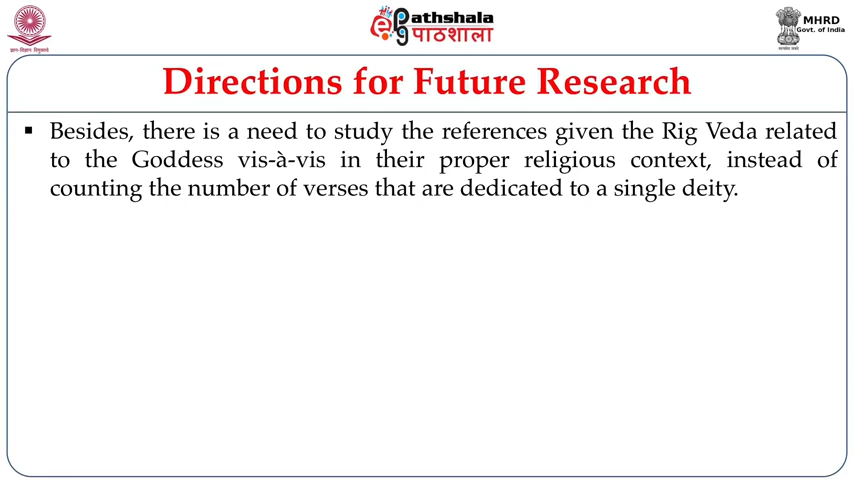 ePathshala
पाठशाला
MHRD
Govt. of India
ज्ञान-विज्ञान विमुक्तये
Directions for Future Research
▪ Besides, there is a need to study the references given the Rig Veda related
to the Goddess vis-à-vis in their proper religious context, instead of
counting the number of verses that are dedicated to a single deity.